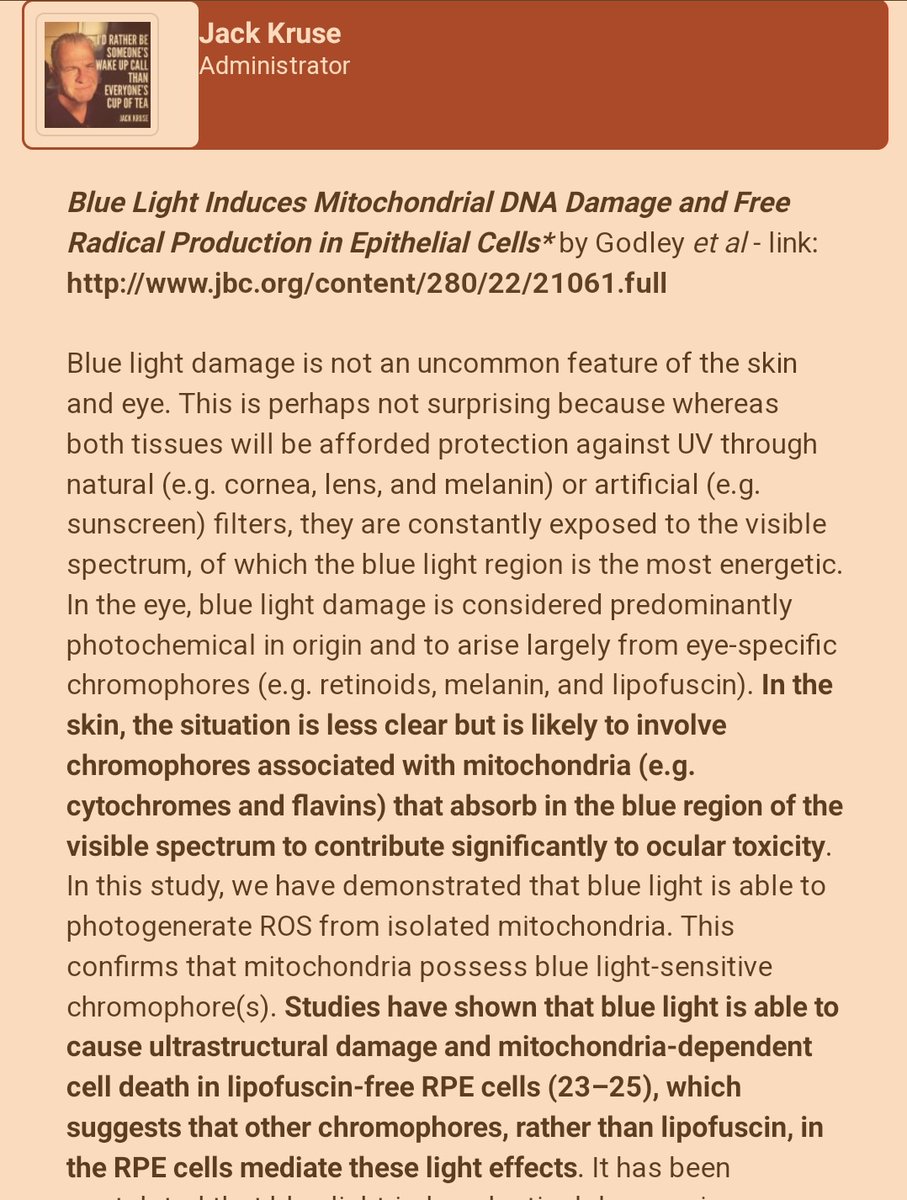 I'D RATHER BE
SOMEONE'S
WAKE UP CALL
THAN
EVERYONE'S
CUP OF TEA
JACK KRUSE
Jack Kruse
Administrator
Blue Light Induces Mitochondrial DNA Damage and Free
Radical Production in Epithelial Cells* by Godley et al - link:
http://www.jbc.org/content/280/22/21061.full
Blue light damage is not an uncommon feature of the skin
and eye. This is perhaps not surprising because whereas
both tissues will be afforded protection against UV through
natural (e.g. cornea, lens, and melanin) or artificial (e.g.
sunscreen) filters, they are constantly exposed to the visible
spectrum, of which the blue light region is the most energetic.
In the eye, blue light damage is considered predominantly
photochemical in origin and to arise largely from eye-specific
chromophores (e.g. retinoids, melanin, and lipofuscin). In the
skin, the situation is less clear but is likely to involve
chromophores associated with mitochondria (e.g.
cytochromes and flavins) that absorb in the blue region of the
visible spectrum to contribute significantly to ocular toxicity.
In this study, we have demonstrated that blue light is able to
photogenerate ROS from isolated mitochondria. This
confirms that mitochondria possess blue light-sensitive
chromophore(s). Studies have shown that blue light is able to
cause ultrastructural damage and mitochondria-dependent
cell death in lipofuscin-free RPE cells (23–25), which
suggests that other chromophores, rather than lipofuscin, in
the RPE cells mediate these light effects. It has been